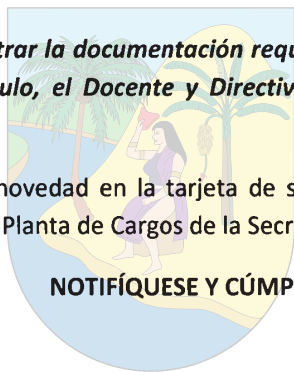 trar la documentación requ
ulo, el Docente y Directiv
novedad en la tarjeta de s
Planta de Cargos de la Secr
NOTIFÍQUESE Y CÚMP